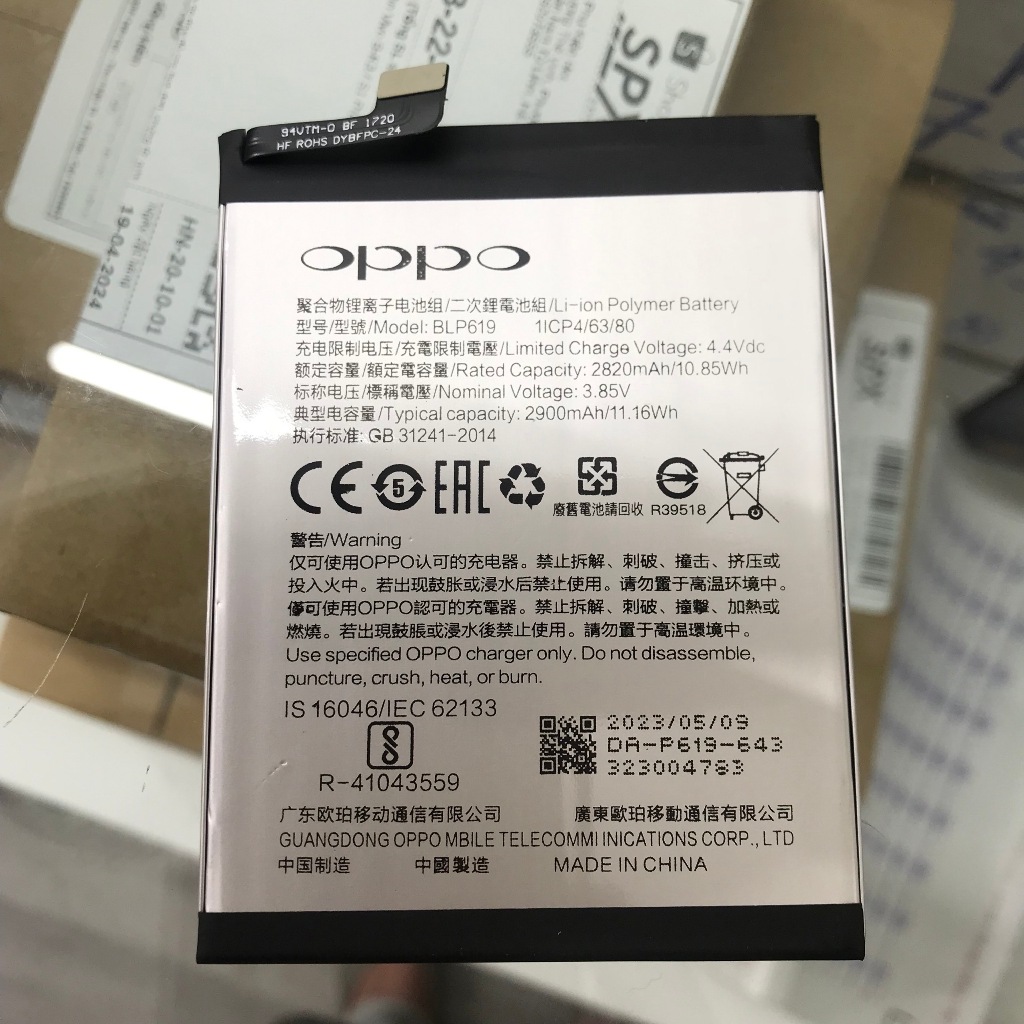 94VTM-0 BF 1720
HF ROHS DYBFPC-24
oppo
聚合物锂离子电池组/二次鋰電池組/Li-ion Polymer Battery
型号/型號/Model: BLP619 1ICP4/63/80
充电限制电压/充電限制電壓/Limited Charge Voltage: 4.4Vdc
额定容量/額定電容量/Rated Capacity: 2820mAh/10.85Wh
标称电压/標稱電壓/Nominal Voltage: 3.85V
典型电容量/Typical capacity: 2900mAh/11.16Wh
执行标准: GB 31241-2014
CE 5 EAC
廢舊電池請回收 R39518
警告/Warning
仅可使用OPPO认可的充电器。禁止拆解、刺破、撞击、挤压或
投入火中。若出现鼓胀或浸水后禁止使用。请勿置于高温环境中。
僅可使用OPPO認可的充電器。禁止拆解、刺破、撞擊、加熱或
燃燒。若出現鼓脹或浸水後禁止使用。請勿置于高溫環境中。
Use specified OPPO charger only. Do not disassemble,
puncture, crush, heat, or burn.
IS 16046/IEC 62133
R-41043559
2023/05/09
DA-P619-643
323004783
广东欧珀移动通信有限公司 廣東歐珀移動通信有限公司
GUANGDONG OPPO MBILE TELECOMMI INICATIONS CORP., LTD
中国制造 中國製造 MADE IN CHINA
HN-20-10-01
19-04-2024